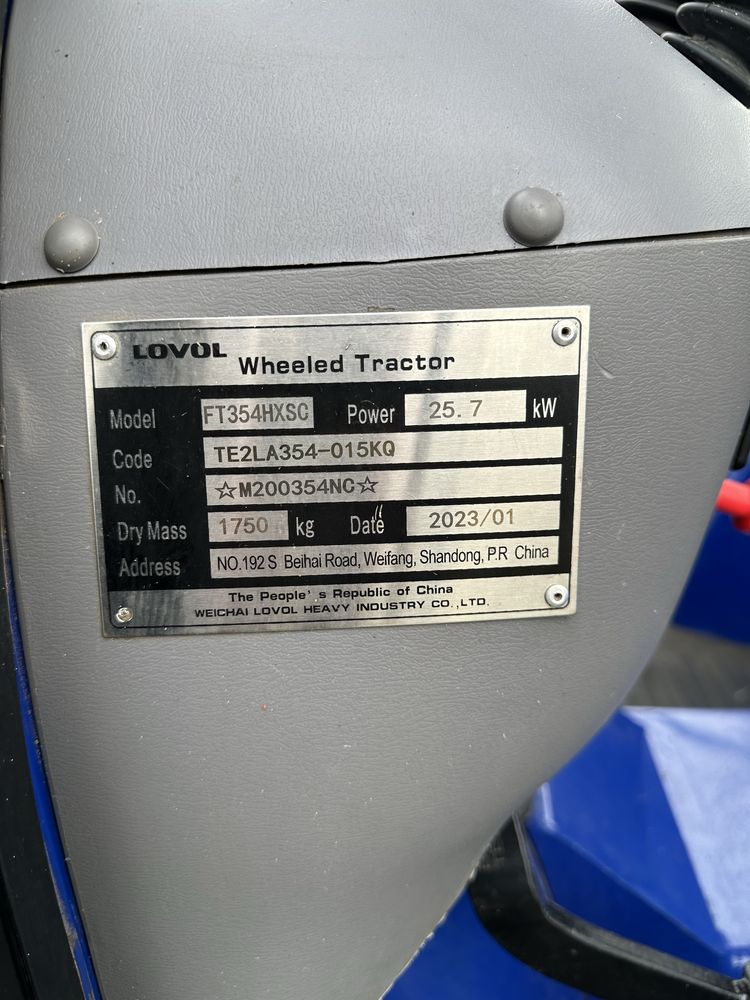 LOVOL Wheeled Tractor
Model FT354HXSC Power 25.7 kW
Code TE2LA354-015KQ
No. ☆M200354NC☆
Dry Mass 1750 kg Date 2023/01
Address NO.192 S Beihai Road, Weifang, Shandong, P.R China
The People's Republic of China
WEICHAI LOVOL HEAVY INDUSTRY CO.,LTD.